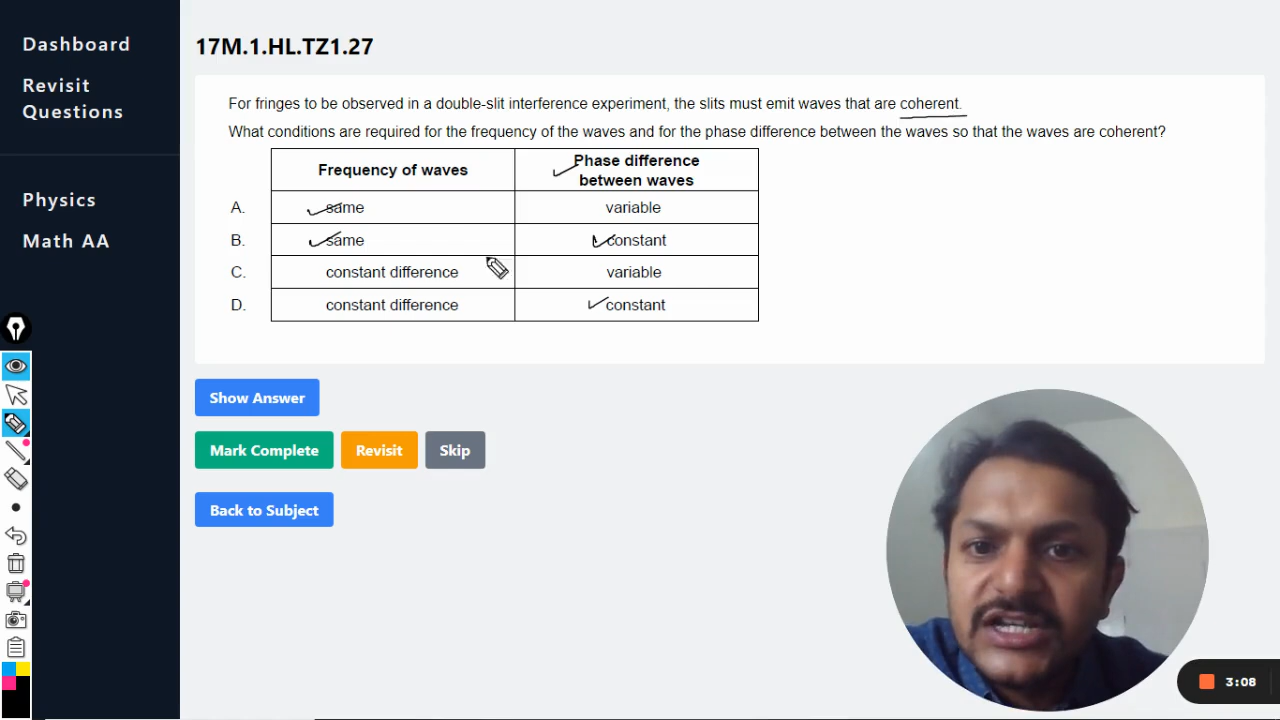 Dashboard
Revisit
Questions
Physics
Math AA
17M.1.HL.TZ1.27
For fringes to be observed in a double-slit interference experiment, the slits must emit waves that are coherent.
What conditions are required for the frequency of the waves and for the phase difference between the waves so that the waves are coherent?
Frequency of waves
Phase difference
between waves
A. same variable
B. same constant
C. constant difference variable
D. constant difference constant
Show Answer
Mark Complete Revisit Skip
Back to Subject
3:08